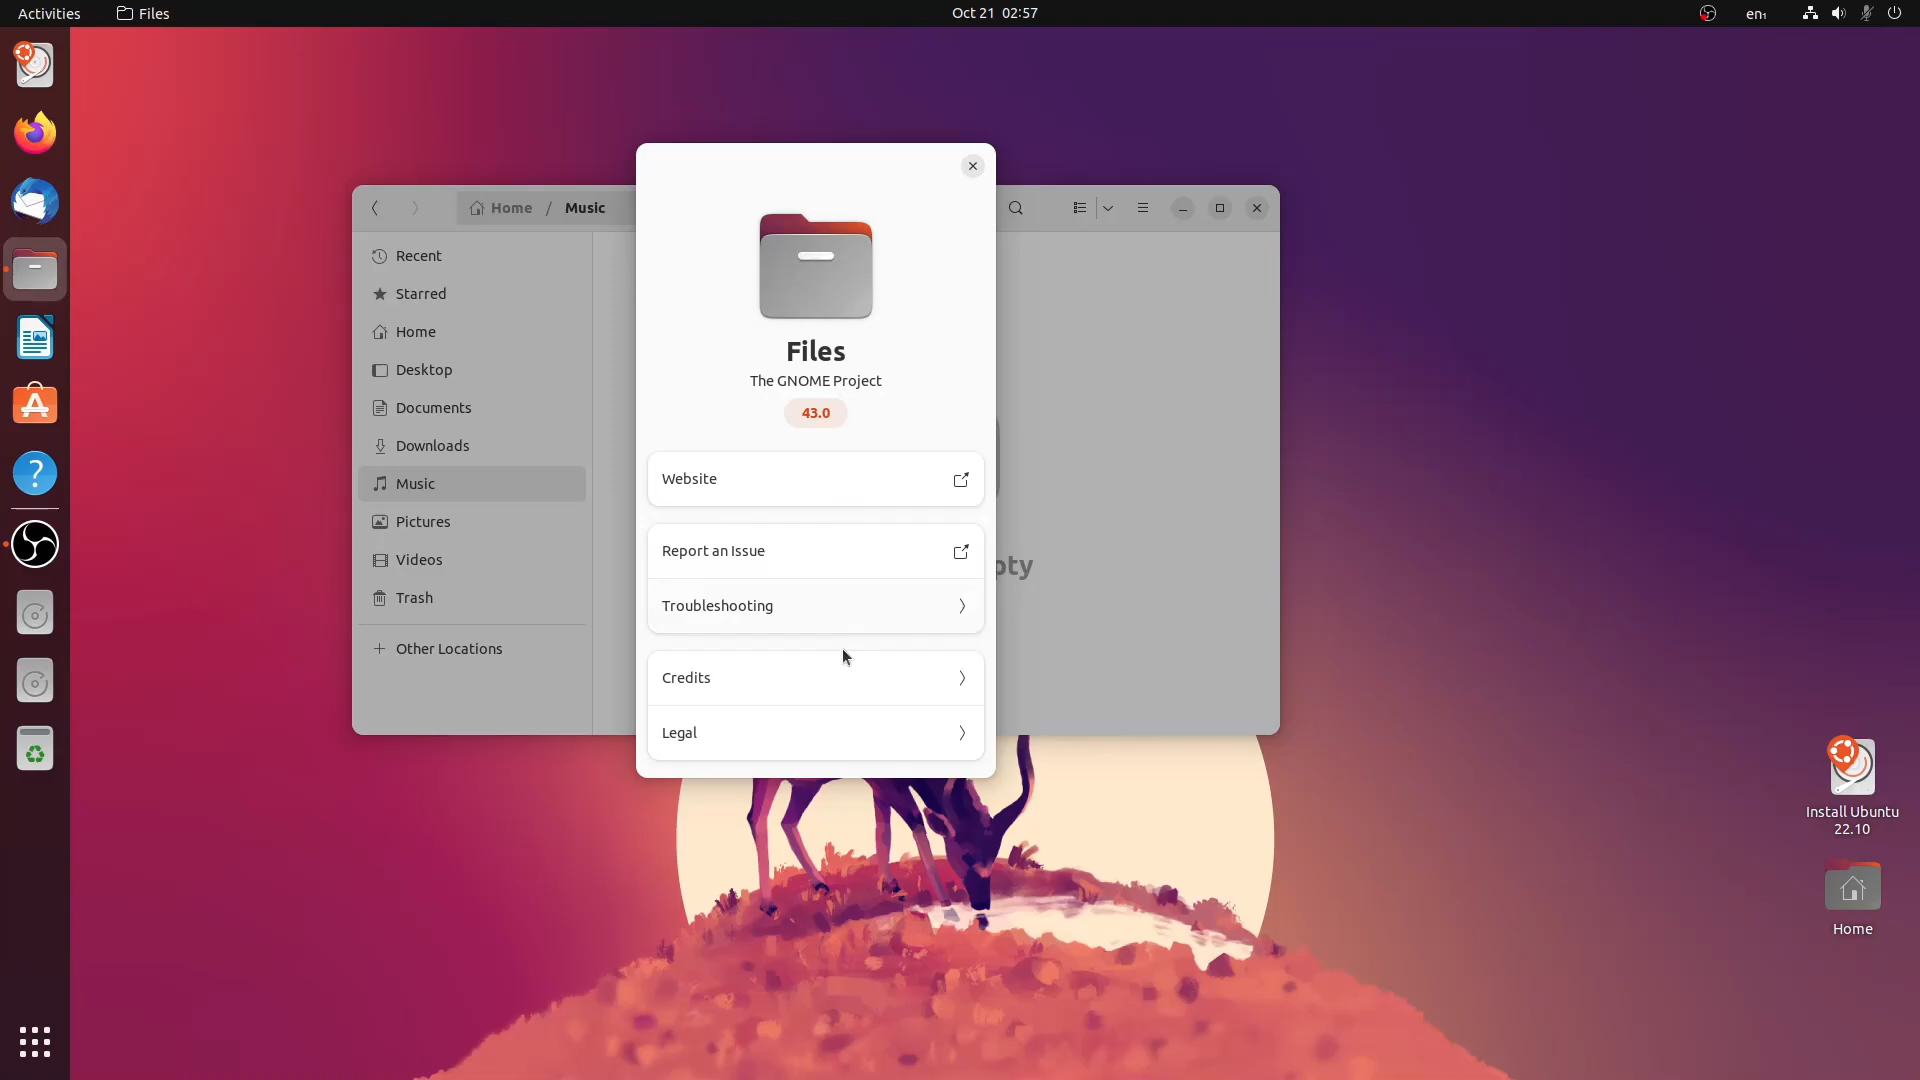 Activities
Files
Oct 21 02:57
en₁
Home / Music
Recent
Starred
Home
Desktop
Documents
Downloads
Music
Pictures
Videos
Trash
Other Locations
Files
The GNOME Project
43.0
Website
Report an Issue
Troubleshooting
Credits
Legal
Install Ubuntu
22.10
Home